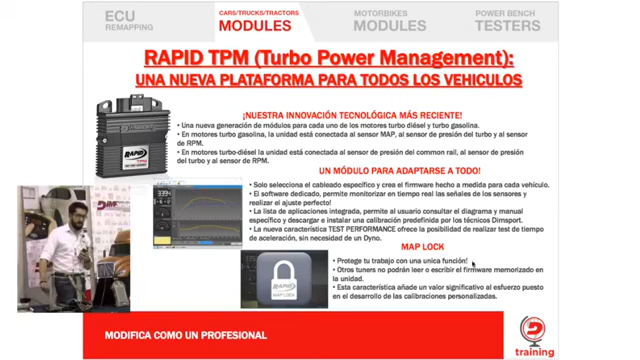 ECU
REMAPPING
CARS/TRUCKS/TRACTORS
MODULES
MOTORBIKES
MODULES
POWER BENCH
TESTERS
RAPID TPM (Turbo Power Management):
UNA NUEVA PLATAFORMA PARA TODOS LOS VEHICULOS
¡NUESTRA INNOVACIÓN TECNOLÓGICA MÁS RECIENTE!
• Una nueva generación de módulos para cada uno de los motores turbo diésel y turbo gasolina.
• En motores turbo gasolina, la unidad está conectada al sensor MAP, al sensor de presión del turbo y al sensor
de RPM.
• En motores turbo-diésel la unidad está conectada al sensor de presión del common rail, al sensor de presión
del turbo y al sensor de RPM.
UN MÓDULO PARA ADAPTARSE A TODO!
• Solo selecciona el cableado específico y crea el firmware hecho a medida para cada vehículo.
• El software dedicado, permite monitorizar en tiempo real las señales de los sensores y
realizar el ajuste perfecto!
• La lista de aplicaciones integrada, permite al usuario consultar el diagrama y manual
específico y descargar e instalar una calibración predefinida por los técnicos Dimsport.
• La nueva característica TEST PERFORMANCE ofrece la posibilidad de realizar test de tiempo
de aceleración, sin necesidad de un Dyno.
MAP LOCK
• Protege tu trabajo con una unica función!
• Otros tuners no podrán leer o escribir el firmware memorizado en
la unidad.
• Esta característica añade un valor significativo al esfuerzo puesto
en el desarrollo de las calibraciones personalizadas.
RAPID
TPM
3394
MAP LOCK
MODIFICA COMO UN PROFESIONAL
training